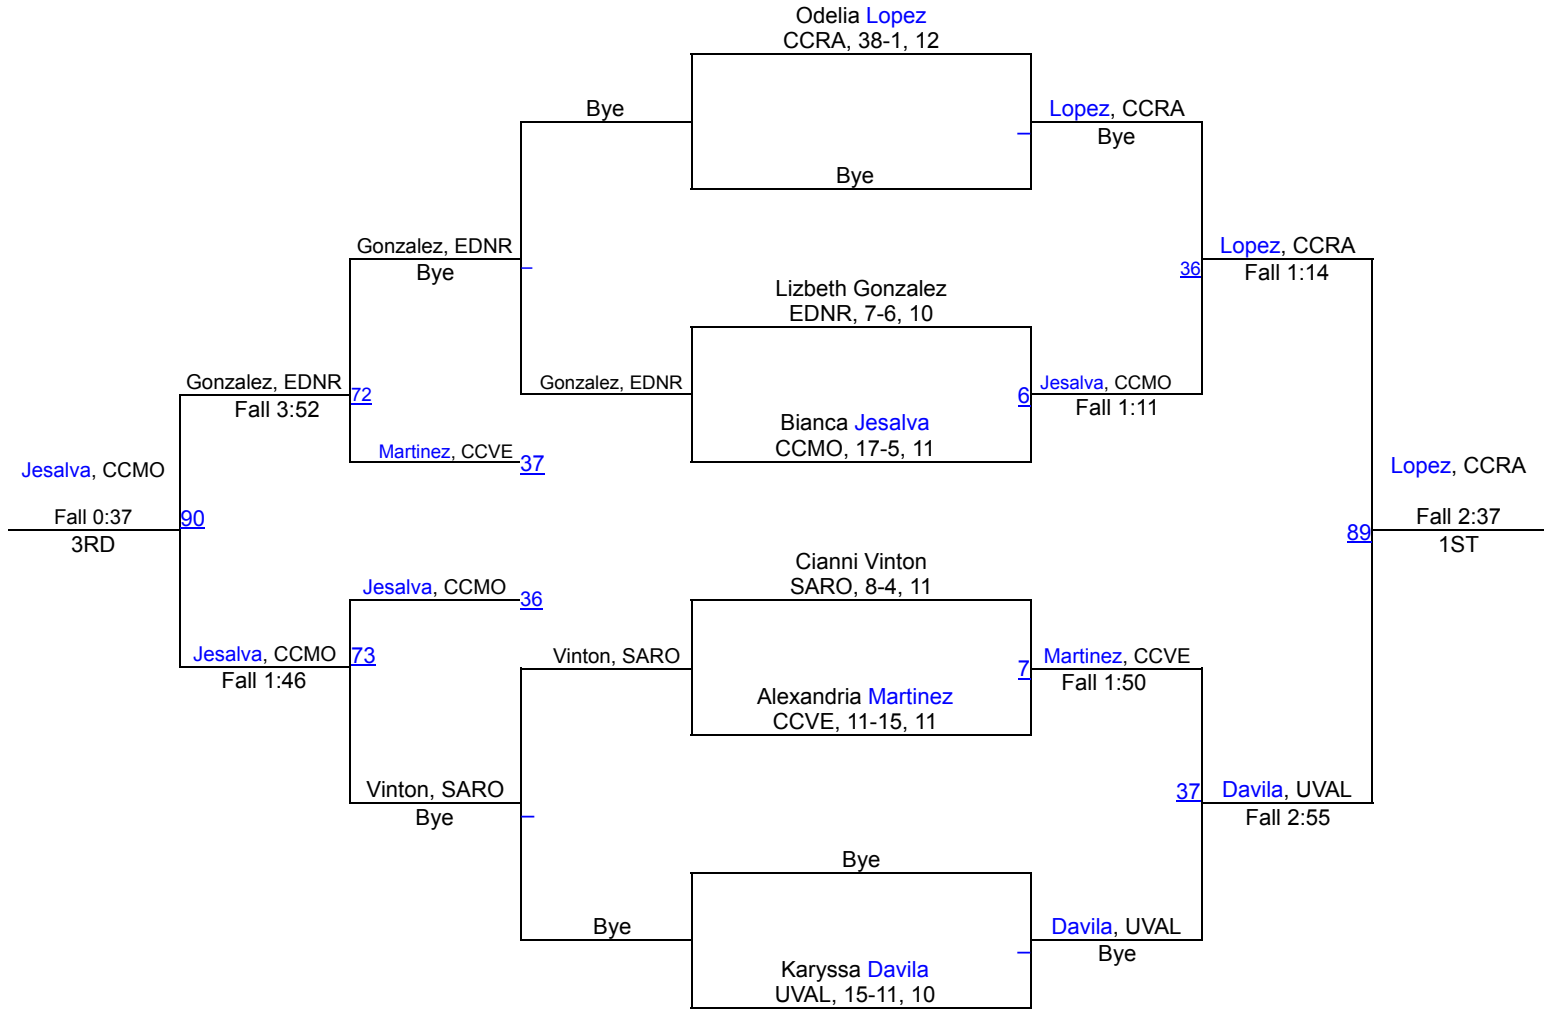 Odelia Lopez
CCRA, 38-1, 12
Bye
Lopez, CCRA
Bye
Bye
Gonzalez, EDNR
Bye
Lopez, CCRA
36
Fall 1:14
Lizbeth Gonzalez
EDNR, 7-6, 10
Gonzalez, EDNR
Fall 3:52
72
Gonzalez, EDNR
6
Jesalva, CCMO
Fall 1:11
Bianca Jesalva
CCMO, 17-5, 11
Martinez, CCVE
37
Jesalva, CCMO
Lopez, CCRA
Fall 0:37
90
3RD
89
Fall 2:37
1ST
Cianni Vinton
SARO, 8-4, 11
Jesalva, CCMO
36
Jesalva, CCMO
73
Fall 1:46
Vinton, SARO
7
Martinez, CCVE
Fall 1:50
Alexandria Martinez
CCVE, 11-15, 11
Vinton, SARO
Bye
37
Davila, UVAL
Fall 2:55
Bye
Bye
Davila, UVAL
Bye
Karyssa Davila
UVAL, 15-11, 10